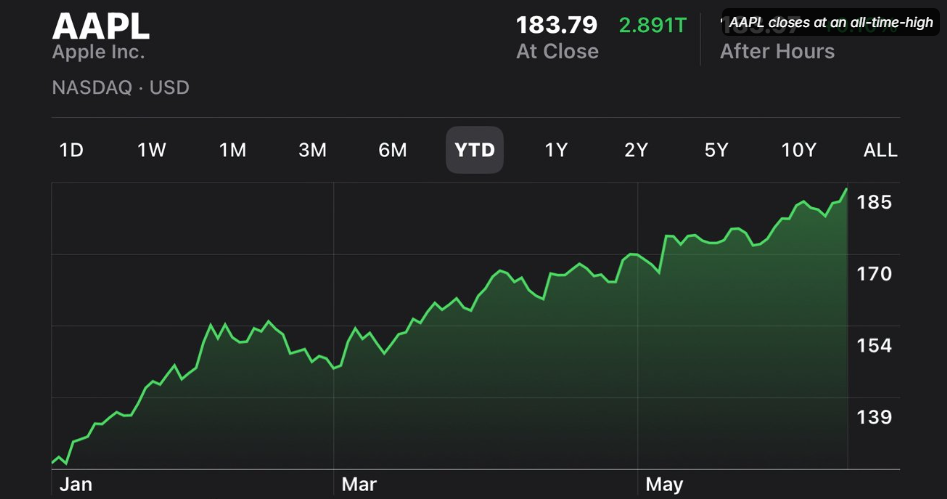 AAPL
Apple Inc.
NASDAQ · USD
183.79 2.891T
At Close
After Hours
AAPL closes at an all-time-high
1D 1W 1M 3M 6M YTD 1Y 2Y 5Y 10Y ALL
185
170
154
139
Jan Mar May